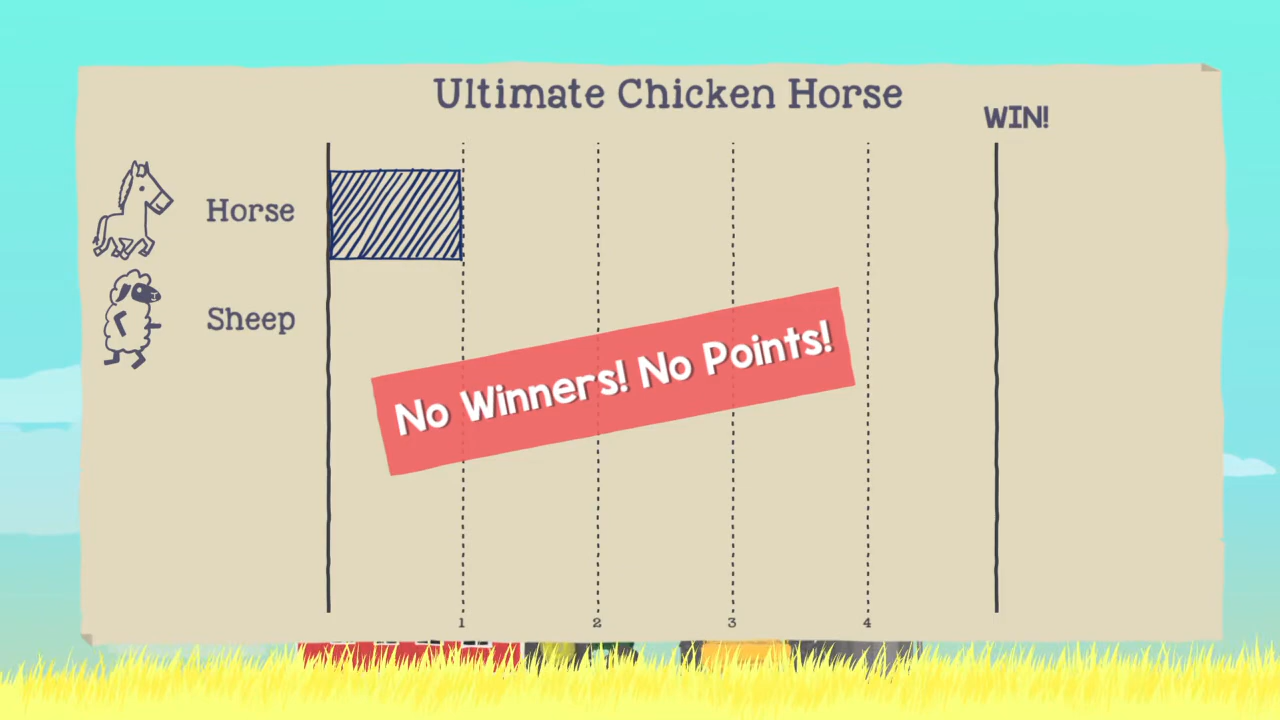 Ultimate Chicken Horse
WIN!
Horse
Sheep
No Winners! No Points!
1 2 3 4